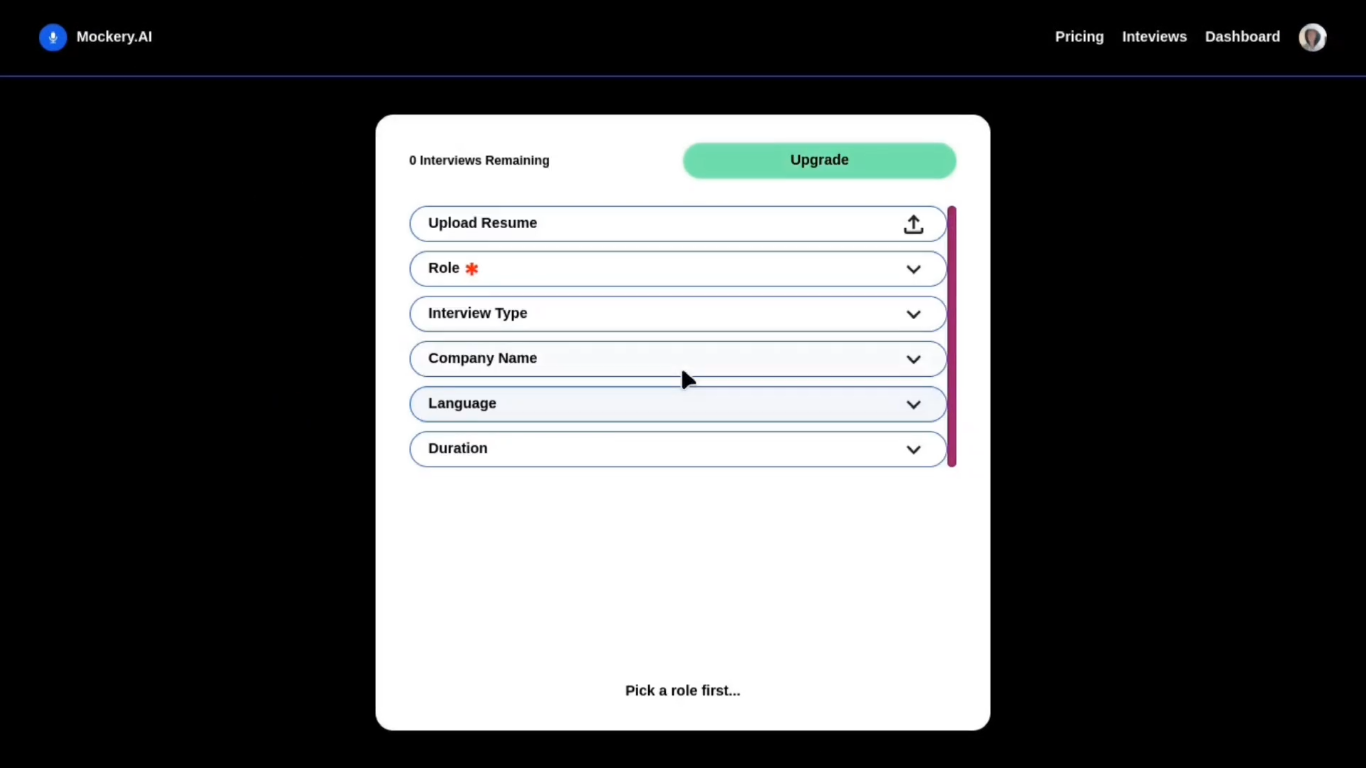 Mockery.AI
Pricing Inteviews Dashboard
0 Interviews Remaining
Upgrade
Upload Resume
Role *
Interview Type
Company Name
Language
Duration
Pick a role first...